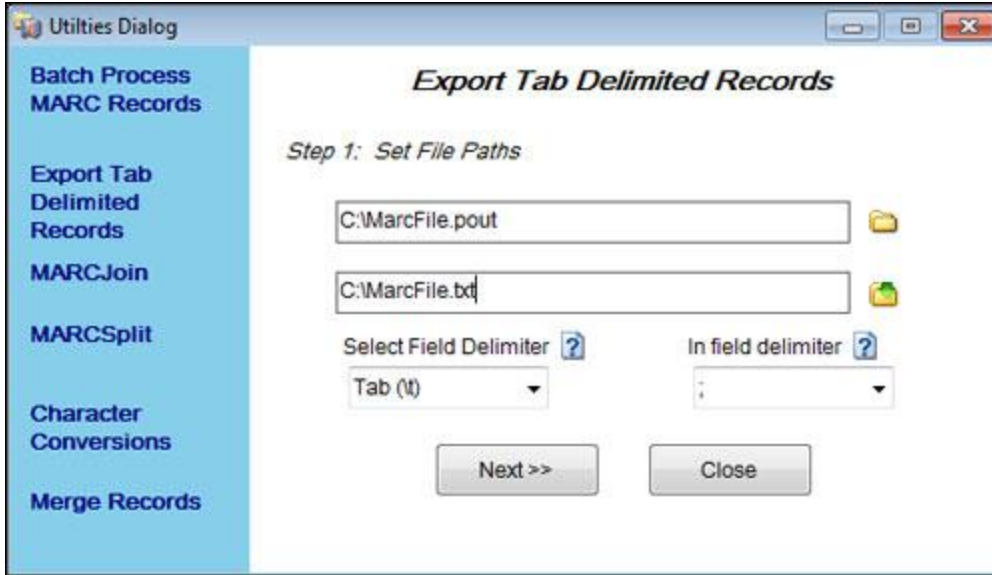 Utilties Dialog
Batch Process
MARC Records
Export Tab
Delimited
Records
MARCJoin
MARCSplit
Character
Conversions
Merge Records
Export Tab Delimited Records
Step 1: Set File Paths
C:\MarcFile.pout
C:\MarcFile.txt
Select Field Delimiter ?
In field delimiter ?
Tab (\t)
;
Next >>
Close